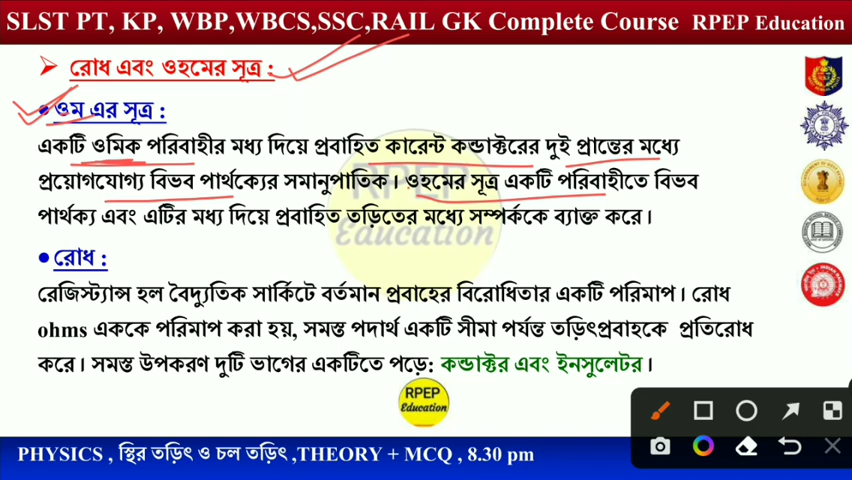 SLST PT, KP, WBP,WBCS,SSC,RAIL GK Complete Course RPEP Education
রোধ এবং ওহমের সূত্র :
ওম এর সূত্র :
একটি ওমিক পরিবাহীর মধ্য দিয়ে প্রবাহিত কারেন্ট কন্ডাক্টরের দুই প্রান্তের মধ্যে
প্রয়োগযোগ্য বিভব পার্থক্যের সমানুপাতিক। ওহমের সূত্র একটি পরিবাহীতে বিভব
পার্থক্য এবং এটির মধ্য দিয়ে প্রবাহিত তড়িতের মধ্যে সম্পর্ককে ব্যাক্ত করে।
RPEP
Education
রোধ :
রেজিস্ট্যান্স হল বৈদ্যুতিক সার্কিটে বর্তমান প্রবাহের বিরোধিতার একটি পরিমাপ। রোধ
ohms এককে পরিমাপ করা হয়, সমস্ত পদার্থ একটি সীমা পর্যন্ত তড়িৎপ্রবাহকে প্রতিরোধ
করে। সমস্ত উপকরণ দুটি ভাগের একটিতে পড়ে: কন্ডাক্টর এবং ইনসুলেটর।
RPEP
Education
PHYSICS , স্থির তড়িৎ ও চল তড়িৎ ,THEORY + MCQ , 8.30 pm